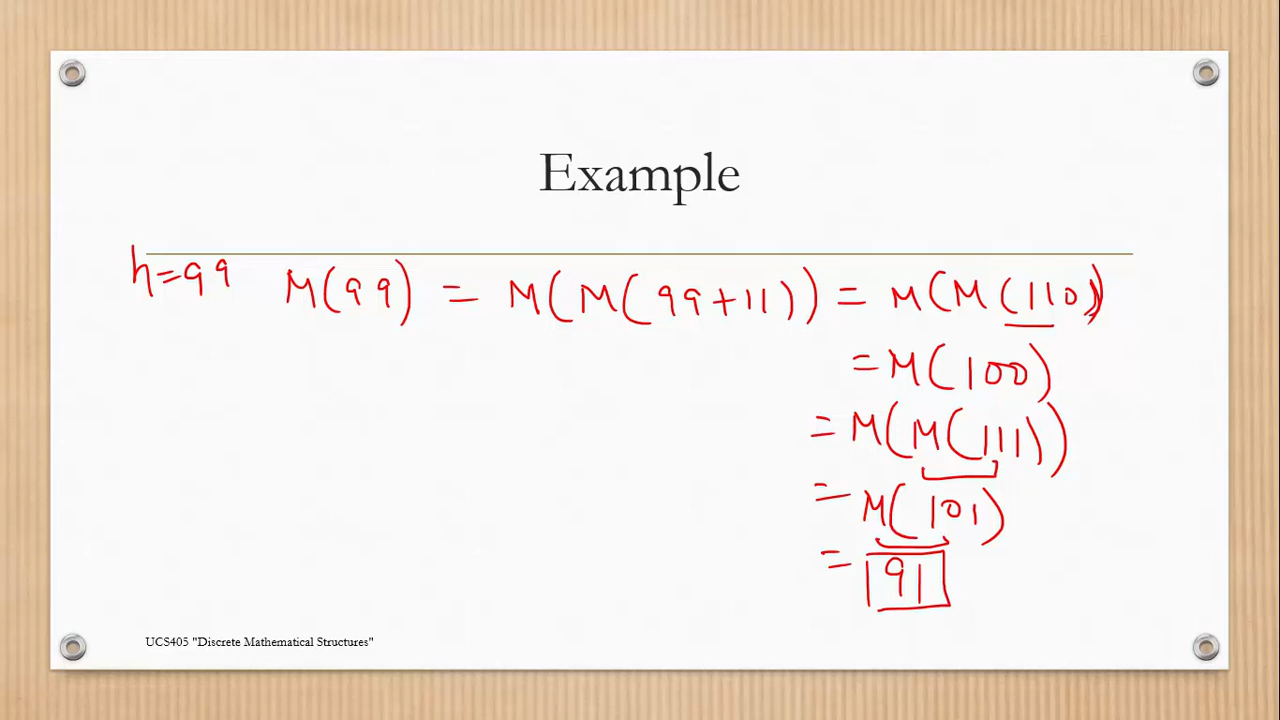 Example
n=99 M(99) = M(M(99+11)) = M(M(110))
= M(100)
= M(M(111))
= M(101)
= 91
UCS405 "Discrete Mathematical Structures"